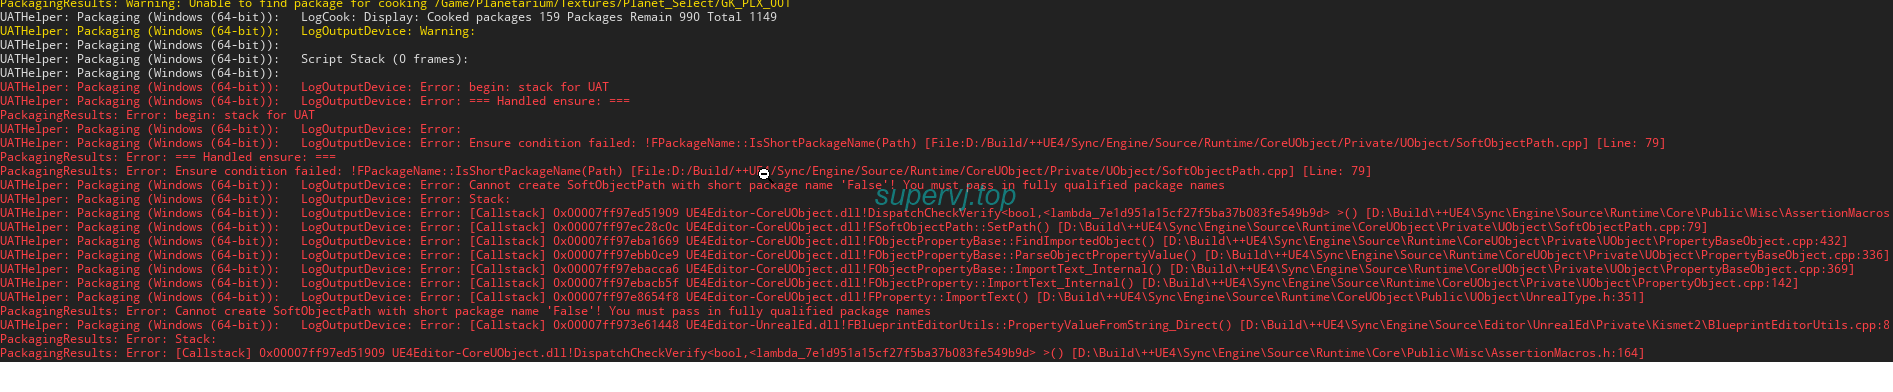 PackagingResults: Warning: Unable to find package for cooking /Game/Planetarium/Textures/Planet_Select/GK_PLX_OUT
UATHelper: Packaging (Windows (64-bit)): LogCook: Display: Cooked packages 159 Packages Remain 990 Total 1149
UATHelper: Packaging (Windows (64-bit)): LogOutputDevice: Warning:
UATHelper: Packaging (Windows (64-bit)):
UATHelper: Packaging (Windows (64-bit)): Script Stack (0 frames):
UATHelper: Packaging (Windows (64-bit)):
UATHelper: Packaging (Windows (64-bit)): LogOutputDevice: Error: begin: stack for UAT
UATHelper: Packaging (Windows (64-bit)): LogOutputDevice: Error: === Handled ensure: ===
PackagingResults: Error: begin: stack for UAT
UATHelper: Packaging (Windows (64-bit)): LogOutputDevice: Error:
UATHelper: Packaging (Windows (64-bit)): LogOutputDevice: Error: Ensure condition failed: !FPackageName::IsShortPackageName(Path) [File:D:/Build/++UE4/Sync/Engine/Source/Runtime/CoreUObject/Private/UObject/SoftObjectPath.cpp] [Line: 79]
PackagingResults: Error: === Handled ensure: ===
PackagingResults: Error: Ensure condition failed: !FPackageName::IsShortPackageName(Path) [File:D:/Build/++UE4/Sync/Engine/Source/Runtime/CoreUObject/Private/UObject/SoftObjectPath.cpp] [Line: 79]
UATHelper: Packaging (Windows (64-bit)): LogOutputDevice: Error: Cannot create SoftObjectPath with short package name 'False'! You must pass in fully qualified package names
supervj.top
UATHelper: Packaging (Windows (64-bit)): LogOutputDevice: Error: Stack:
UATHelper: Packaging (Windows (64-bit)): LogOutputDevice: Error: [Callstack] 0x00007ff97ed51909 UE4Editor-CoreUObject.dll!DispatchCheckVerify<bool,<lambda_7e1d951a15cf27f5ba37b083fe549b9d> >() [D:\Build\++UE4\Sync\Engine\Source\Runtime\Core\Public\Misc\AssertionMacros
UATHelper: Packaging (Windows (64-bit)): LogOutputDevice: Error: [Callstack] 0x00007ff97ec28c0c UE4Editor-CoreUObject.dll!FSoftObjectPath::SetPath() [D:\Build\++UE4\Sync\Engine\Source\Runtime\CoreUObject\Private\UObject\SoftObjectPath.cpp:79]
UATHelper: Packaging (Windows (64-bit)): LogOutputDevice: Error: [Callstack] 0x00007ff97eba1669 UE4Editor-CoreUObject.dll!FObjectPropertyBase::FindImportedObject() [D:\Build\++UE4\Sync\Engine\Source\Runtime\CoreUObject\Private\UObject\PropertyBaseObject.cpp:432]
UATHelper: Packaging (Windows (64-bit)): LogOutputDevice: Error: [Callstack] 0x00007ff97ebb0ce9 UE4Editor-CoreUObject.dll!FObjectPropertyBase::ParseObjectPropertyValue() [D:\Build\++UE4\Sync\Engine\Source\Runtime\CoreUObject\Private\UObject\PropertyBaseObject.cpp:336]
UATHelper: Packaging (Windows (64-bit)): LogOutputDevice: Error: [Callstack] 0x00007ff97ebacca6 UE4Editor-CoreUObject.dll!FObjectPropertyBase::ImportText_Internal() [D:\Build\++UE4\Sync\Engine\Source\Runtime\CoreUObject\Private\UObject\PropertyBaseObject.cpp:369]
UATHelper: Packaging (Windows (64-bit)): LogOutputDevice: Error: [Callstack] 0x00007ff97ebacb5f UE4Editor-CoreUObject.dll!FObjectProperty::ImportText_Internal() [D:\Build\++UE4\Sync\Engine\Source\Runtime\CoreUObject\Private\UObject\PropertyObject.cpp:142]
UATHelper: Packaging (Windows (64-bit)): LogOutputDevice: Error: [Callstack] 0x00007ff97e8654f8 UE4Editor-CoreUObject.dll!FProperty::ImportText() [D:\Build\++UE4\Sync\Engine\Source\Runtime\CoreUObject\Public\UObject\UnrealType.h:351]
PackagingResults: Error: Cannot create SoftObjectPath with short package name 'False'! You must pass in fully qualified package names
UATHelper: Packaging (Windows (64-bit)): LogOutputDevice: Error: [Callstack] 0x00007ff973e61448 UE4Editor-UnrealEd.dll!FBlueprintEditorUtils::PropertyValueFromString_Direct() [D:\Build\++UE4\Sync\Engine\Source\Editor\UnrealEd\Private\Kismet2\BlueprintEditorUtils.cpp:8
PackagingResults: Error: Stack:
PackagingResults: Error: [Callstack] 0x00007ff97ed51909 UE4Editor-CoreUObject.dll!DispatchCheckVerify<bool,<lambda_7e1d951a15cf27f5ba37b083fe549b9d> >() [D:\Build\++UE4\Sync\Engine\Source\Runtime\Core\Public\Misc\AssertionMacros.h:164]